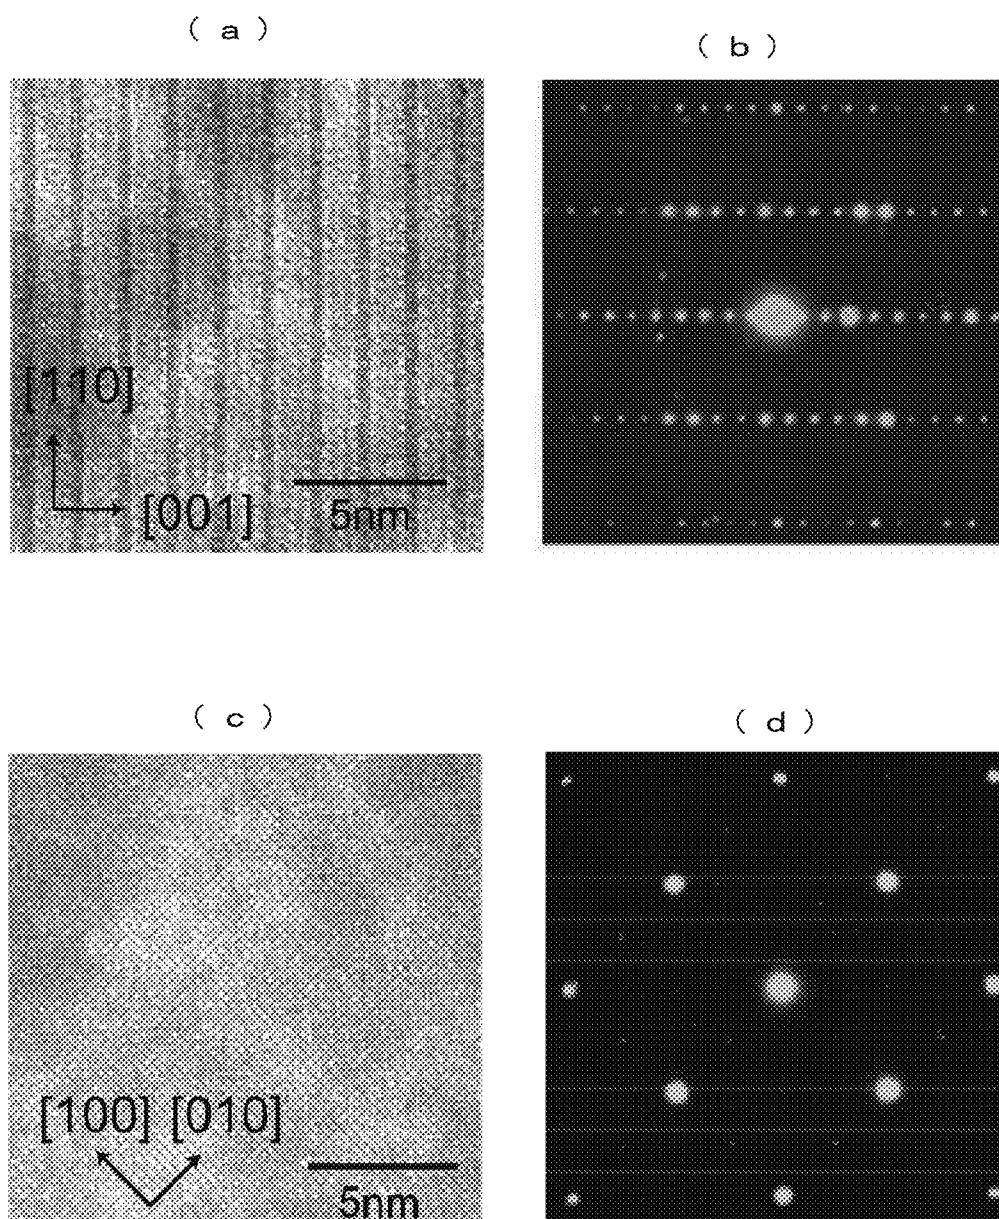 ( a )
( b )
[110]
[001]
5nm
( c )
( d )
[100] [010]
5nm